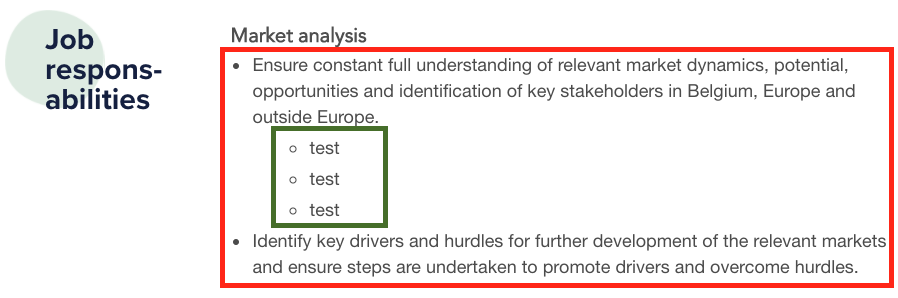 Job
respons-
abilities
Market analysis
• Ensure constant full understanding of relevant market dynamics, potential,
opportunities and identification of key stakeholders in Belgium, Europe and
outside Europe.
◦ test
◦ test
◦ test
• Identify key drivers and hurdles for further development of the relevant markets
and ensure steps are undertaken to promote drivers and overcome hurdles.